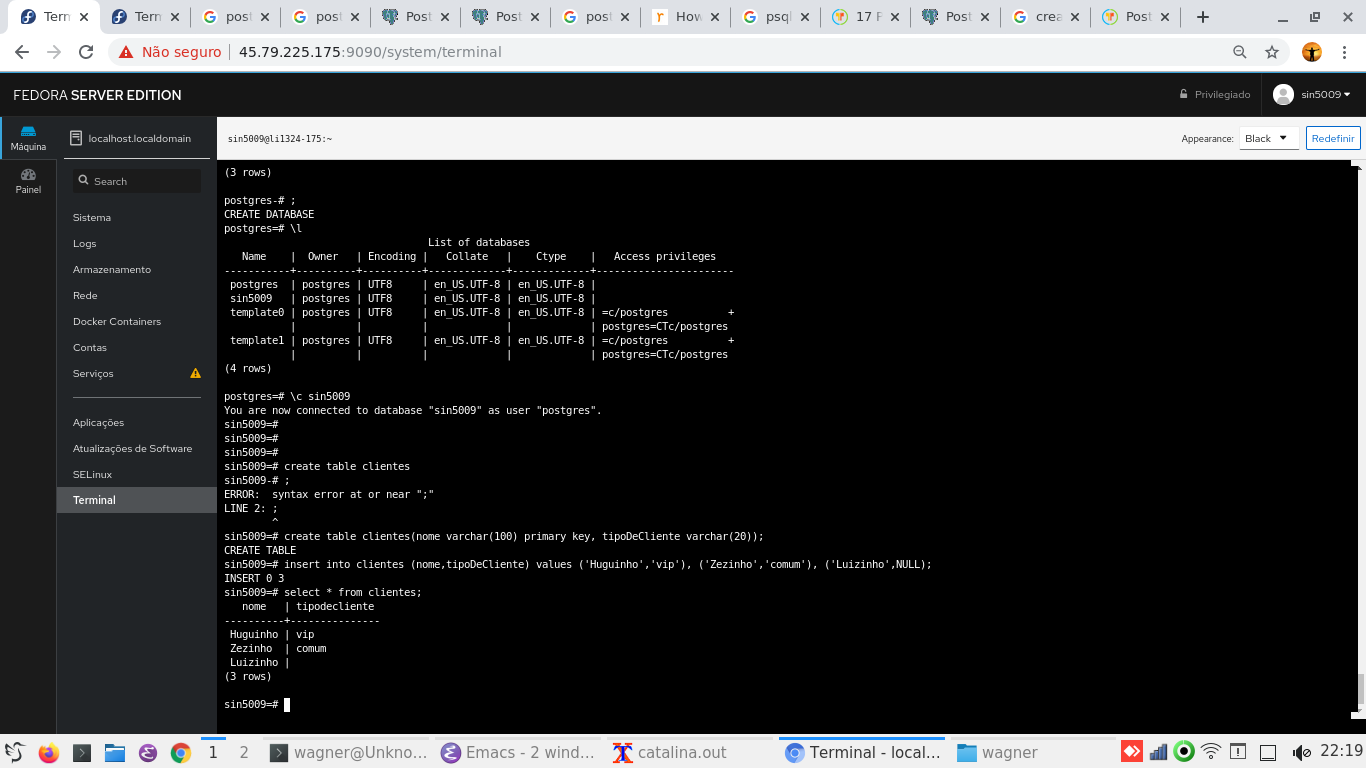 Tern
Tern
post
post
Post
Post
post
How
psql
17 P
Post
crea
Post
Não seguro 45.79.225.175:9090/system/terminal
FEDORA SERVER EDITION
Privilegiado
sin5009
Máquina
Painel
localhost.localdomain
Search
Sistema
Logs
Armazenamento
Rede
Docker Containers
Contas
Serviços
Aplicações
Atualizações de Software
SELinux
Terminal
sin5009@li1324-175:~
Appearance:
Black
Redefinir
(3 rows)
postgres-# ;
CREATE DATABASE
postgres=# \l
List of databases
Name | Owner | Encoding | Collate | Ctype | Access privileges
-----------+----------+----------+-------------+-------------+-----------------------
postgres | postgres | UTF8 | en_US.UTF-8 | en_US.UTF-8 |
sin5009 | postgres | UTF8 | en_US.UTF-8 | en_US.UTF-8 |
template0 | postgres | UTF8 | en_US.UTF-8 | en_US.UTF-8 | =c/postgres +
| | | | | postgres=CTc/postgres
template1 | postgres | UTF8 | en_US.UTF-8 | en_US.UTF-8 | =c/postgres +
| | | | | postgres=CTc/postgres
(4 rows)
postgres=# \c sin5009
You are now connected to database "sin5009" as user "postgres".
sin5009=#
sin5009=#
sin5009=#
sin5009=# create table clientes
sin5009-# ;
ERROR:  syntax error at or near ";"
LINE 2: ;
^
sin5009=# create table clientes(nome varchar(100) primary key, tipoDeCliente varchar(20));
CREATE TABLE
sin5009=# insert into clientes (nome,tipoDeCliente) values ('Huguinho','vip'), ('Zezinho','comum'), ('Luizinho',NULL);
INSERT 0 3
sin5009=# select * from clientes;
nome | tipodecliente
----------+---------------
Huguinho | vip
Zezinho | comum
Luizinho |
(3 rows)
sin5009=#
1
2
wagner@Unkno...
Emacs - 2 wind...
catalina.out
Terminal - local...
wagner
22:19